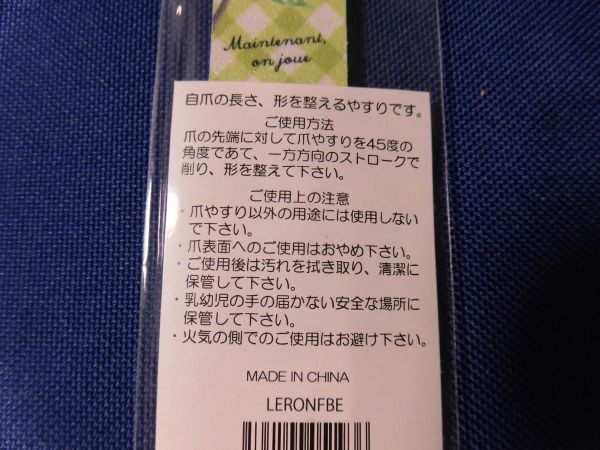 Maintenant,
on joue
自爪の長さ、形を整えるやすりです。
ご使用方法
爪の先端に対して爪やすりを45度の
角度であて、一方方向のストロークで
削り、形を整えて下さい。
ご使用上の注意
・爪やすり以外の用途には使用しない
で下さい。
・爪表面へのご使用はおやめ下さい。
・ご使用後は汚れを拭き取り、清潔に
保管して下さい。
・乳幼児の手の届かない安全な場所に
保管して下さい。
・火気の側でのご使用はお避け下さい。
MADE IN CHINA
LERONFBE